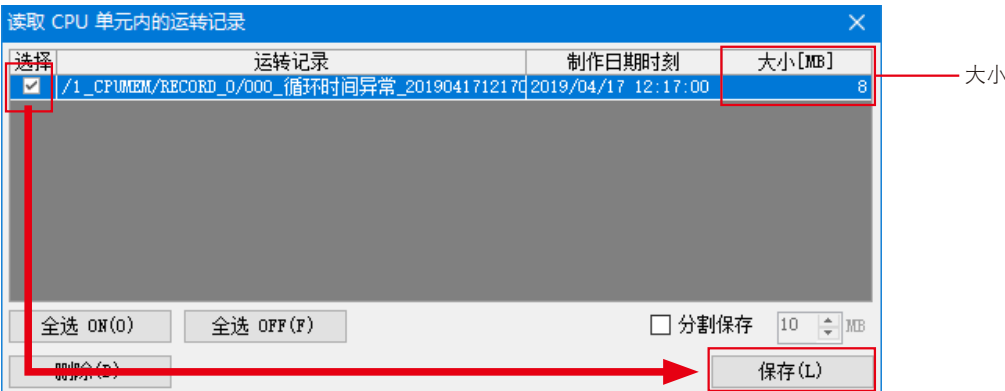 读取 CPU 单元内的运转记录
选择 运转记录 制作日期时刻 大小[MB]
/1_CPUMEM/RECORD_0/000_循环时间异常_2019041712170 2019/04/17 12:17:00 8
大小
全选 ON(O) 全选 OFF(F) 分割保存 10 MB
删除(D) 保存(L)